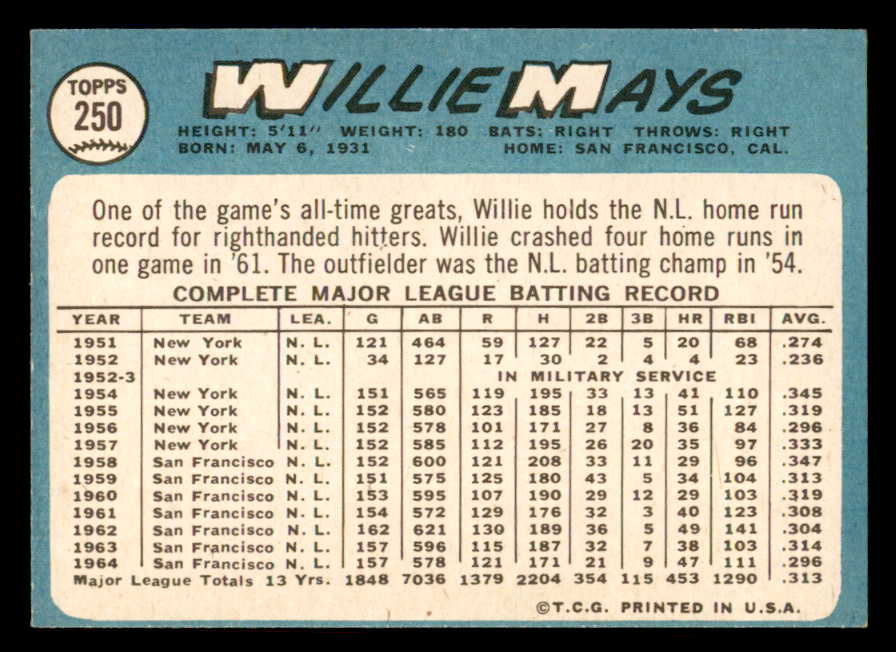 TOPPS
250
WILLIE MAYS
HEIGHT: 5'11" WEIGHT: 180 BATS: RIGHT THROWS: RIGHT
BORN: MAY 6, 1931 HOME: SAN FRANCISCO, CAL.
One of the game's all-time greats, Willie holds the N.L. home run
record for righthanded hitters. Willie crashed four home runs in
one game in '61. The outfielder was the N.L. batting champ in '54.
COMPLETE MAJOR LEAGUE BATTING RECORD
YEAR TEAM LEA. G AB R H 2B 3B HR RBI AVG.
1951 New York N. L. 121 464 59 127 22 5 20 68 .274
1952 New York N. L. 34 127 17 30 2 4 4 23 .236
1952-3 IN MILITARY SERVICE
1954 New York N. L. 151 565 119 195 33 13 41 110 .345
1955 New York N. L. 152 580 123 185 18 13 51 127 .319
1956 New York N. L. 152 578 101 171 27 8 36 84 .296
1957 New York N. L. 152 585 112 195 26 20 35 97 .333
1958 San Francisco N. L. 152 600 121 208 33 11 29 96 .347
1959 San Francisco N. L. 151 575 125 180 43 5 34 104 .313
1960 San Francisco N. L. 153 595 107 190 29 12 29 103 .319
1961 San Francisco N. L. 154 572 129 176 32 3 40 123 .308
1962 San Francisco N. L. 162 621 130 189 36 5 49 141 .304
1963 San Francisco N. L. 157 596 115 187 32 7 38 103 .314
1964 San Francisco N. L. 157 578 121 171 21 9 47 111 .296
Major League Totals 13 Yrs. 1848 7036 1379 2204 354 115 453 1290 .313
©T.C.G. PRINTED IN U.S.A.